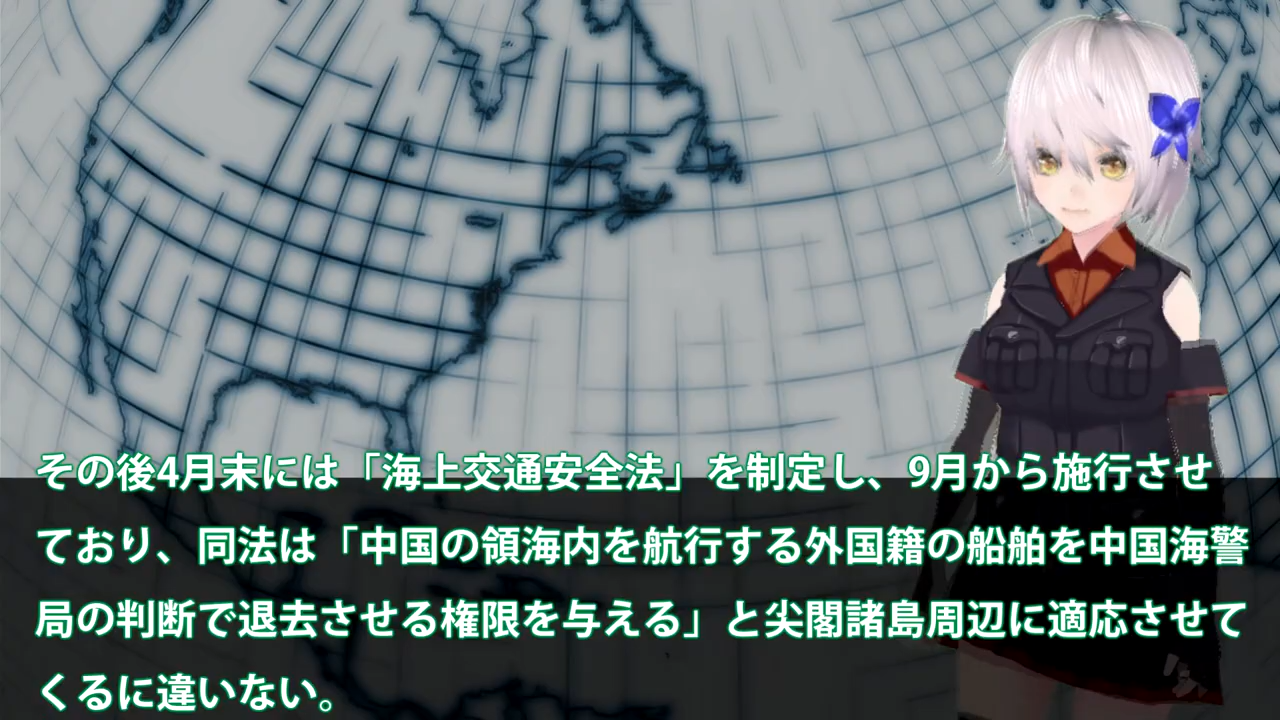 その後4月末には「海上交通安全法」を制定し、9月から施行させ
ており、同法は「中国の領海内を航行する外国籍の船舶を中国海警
局の判断で退去させる権限を与える」と尖閣諸島周辺に適応させて
くるに違いない。